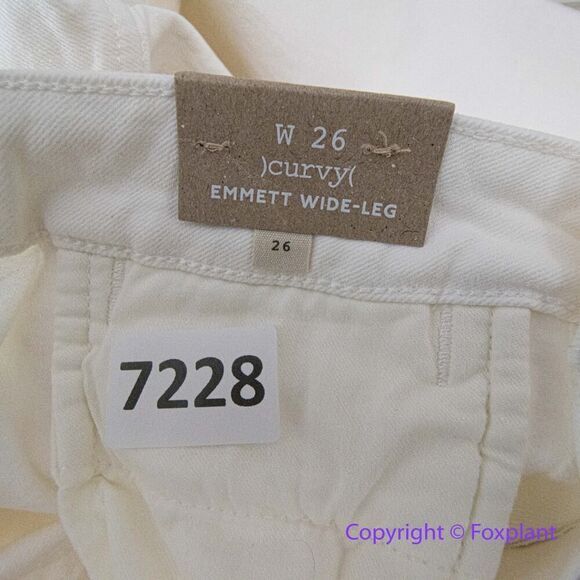 W 26
)curvy(
EMMETT WIDE-LEG
26
7228
Copyright © Foxplant